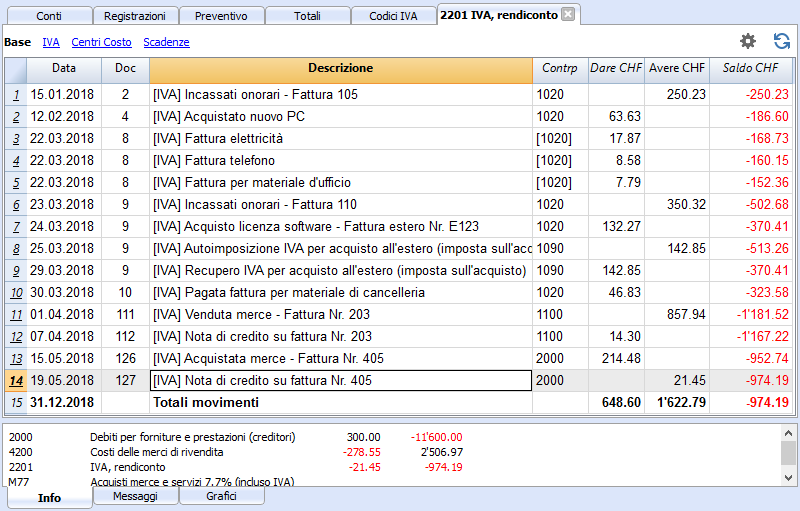 Conti Registrazioni Preventivo Totali Codici IVA 2201 IVA, rendiconto
Base IVA Centri Costo Scadenze
Data Doc Descrizione Contrp Dare CHF Avere CHF Saldo CHF
1 15.01.2018 2 [IVA] Incassati onorari - Fattura 105 1020 250.23 -250.23
2 12.02.2018 4 [IVA] Acquistato nuovo PC 1020 63.63 -186.60
3 22.03.2018 8 [IVA] Fattura elettricità [1020] 17.87 -168.73
4 22.03.2018 8 [IVA] Fattura telefono [1020] 8.58 -160.15
5 22.03.2018 8 [IVA] Fattura per materiale d'ufficio [1020] 7.79 -152.36
6 23.03.2018 9 [IVA] Incassati onorari - Fattura 110 1020 350.32 -502.68
7 24.03.2018 9 [IVA] Acquisto licenza software - Fattura estero Nr. E123 1020 132.27 -370.41
8 25.03.2018 9 [IVA] Autoimposizione IVA per acquisto all'estero (imposta sull'acc 1090 142.85 -513.26
9 29.03.2018 9 [IVA] Recupero IVA per acquisto all'estero (imposta sull'acquisto) 1090 142.85 -370.41
10 30.03.2018 10 [IVA] Pagata fattura per materiale di cancelleria 1020 46.83 -323.58
11 01.04.2018 111 [IVA] Venduta merce - Fattura Nr. 203 1100 857.94 -1'181.52
12 07.04.2018 112 [IVA] Nota di credito su fattura Nr. 203 1100 14.30 -1'167.22
13 15.05.2018 126 [IVA] Acquistata merce - Fattura Nr. 405 2000 214.48 -952.74
14 19.05.2018 127 [IVA] Nota di credito su fattura Nr. 405 2000 21.45 -974.19
15 31.12.2018 Totali movimenti 648.60 1'622.79 -974.19
2000 Debiti per forniture e prestazioni (creditori) 300.00 -11'600.00
4200 Costi delle merci di rivendita -278.55 2'506.97
2201 IVA, rendiconto -21.45 -974.19
M77 Acquisti merce e servizi 7.7% (incluso IVA)
Info Messaggi Grafici